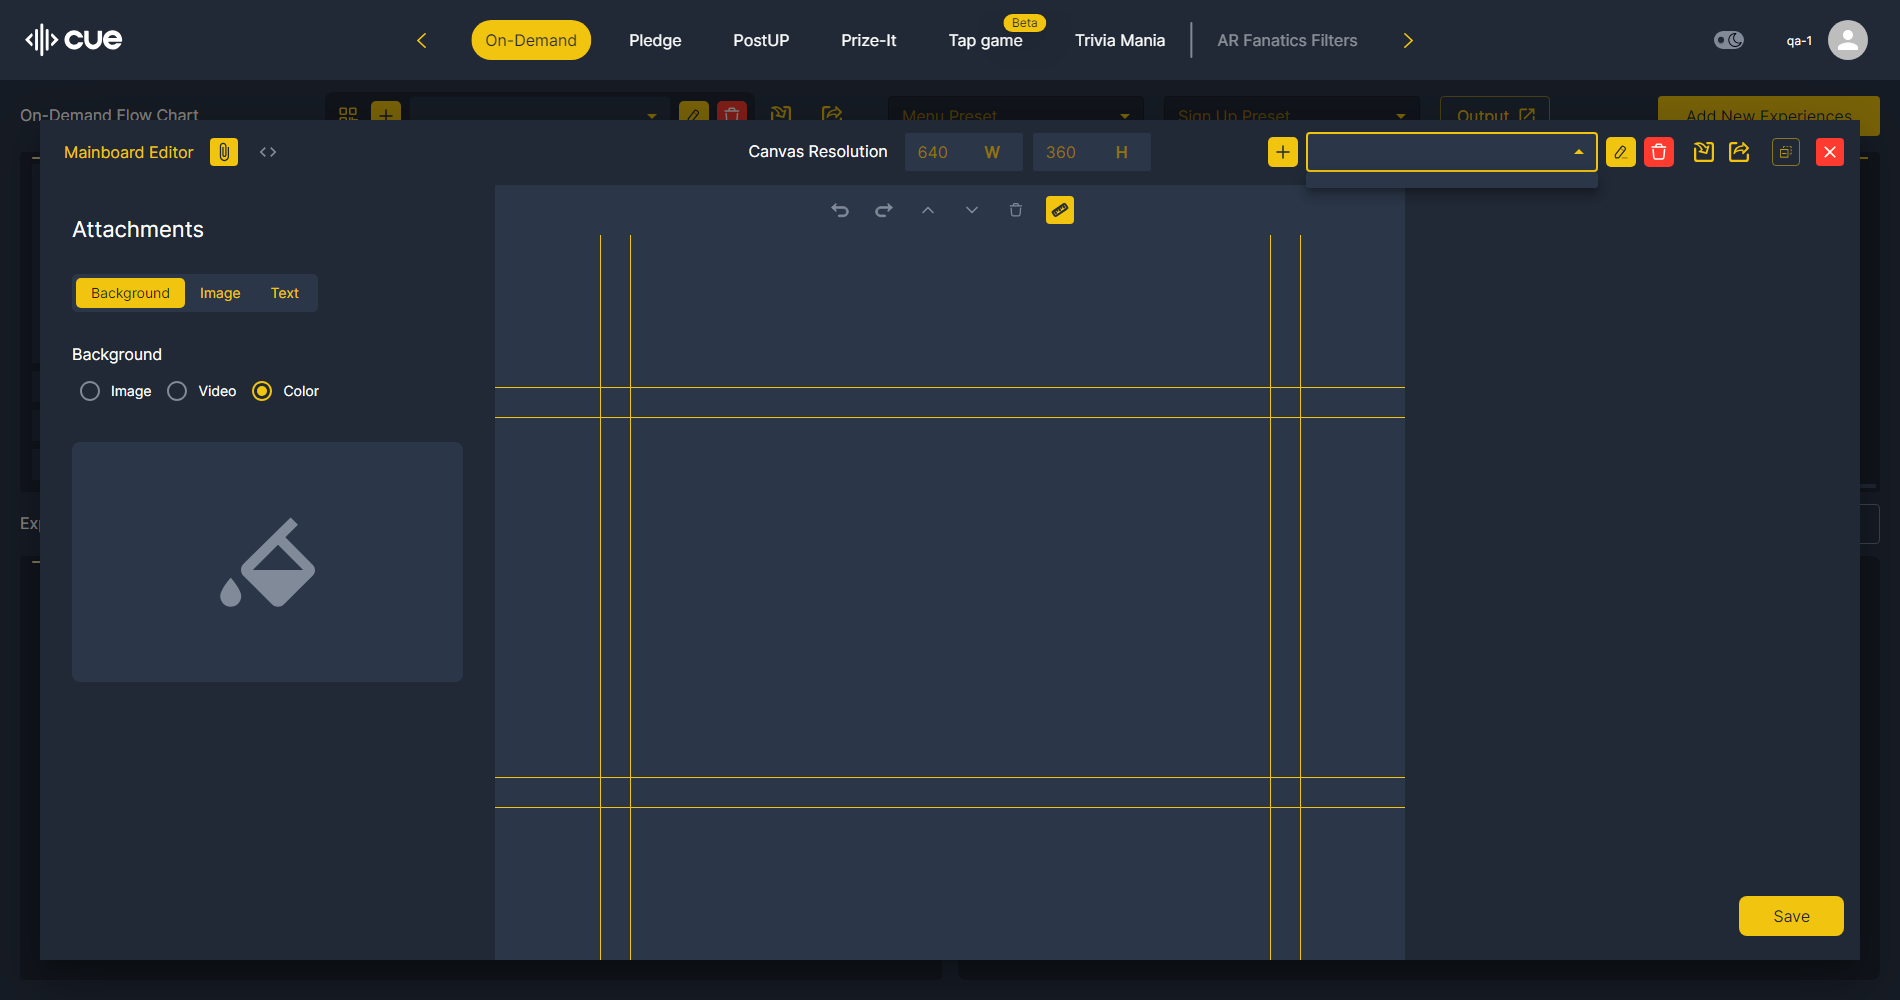 cue
On-Demand
Pledge
PostUP
Prize-It
Tap game
Beta
Trivia Mania
AR Fanatics Filters
qa-1
On-Demand Flow Chart
Menu Preset
Sign Up Preset
Output
Add New Experiences
Mainboard Editor
Canvas Resolution
640 W
360 H
Attachments
Background Image Text
Background
Image Video Color
Save